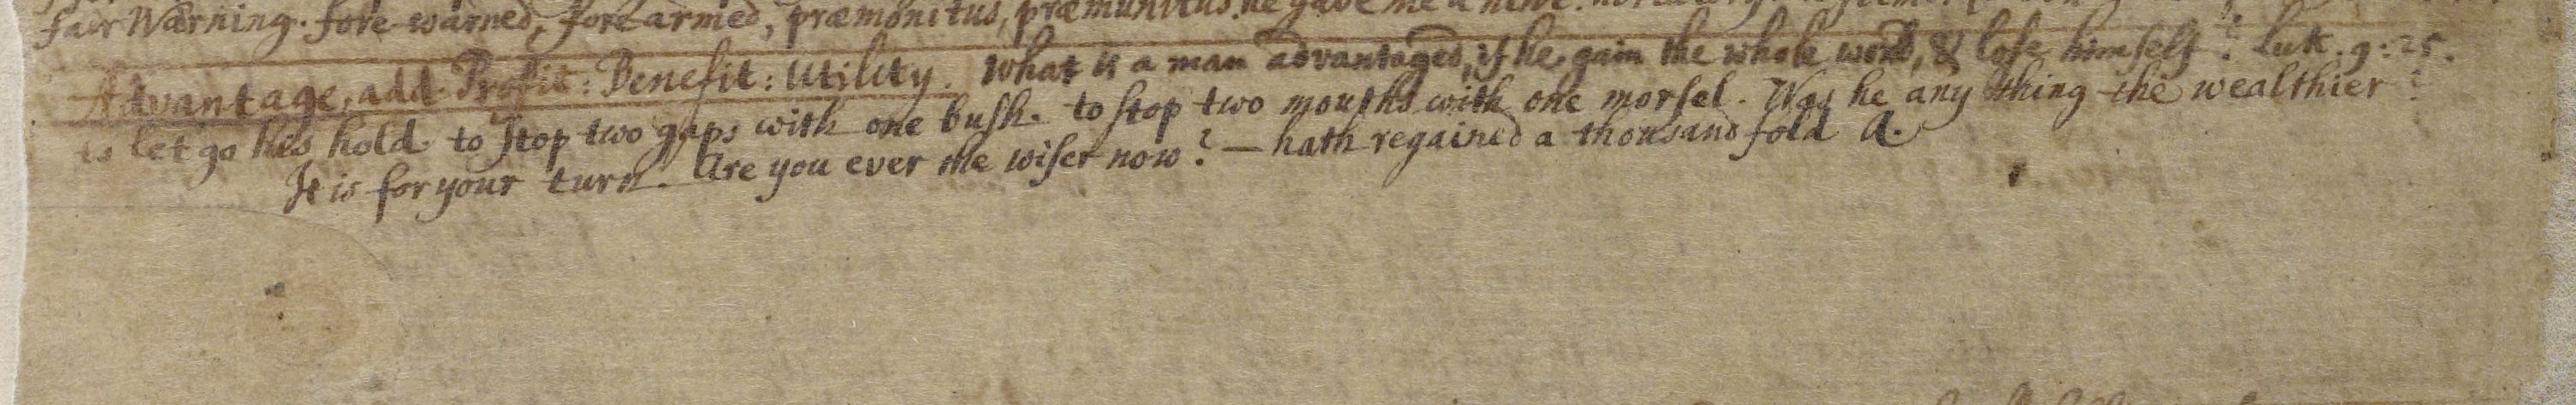 fair Warning. fore-warned, fore-armed, præmonitus, præmunitus. he gave me a
Advantage, add Profit: Benefit: Utility. What is a man advantaged, if he gain the whole world, & lose himself? Luk. 9:25.
is let go his hold to stop two gaps with one bush. to stop two mouths with one morsel. Was he any thing the wealthier?
It is for your turn. Are you ever the wiser now? — hath regained a thousand fold A.